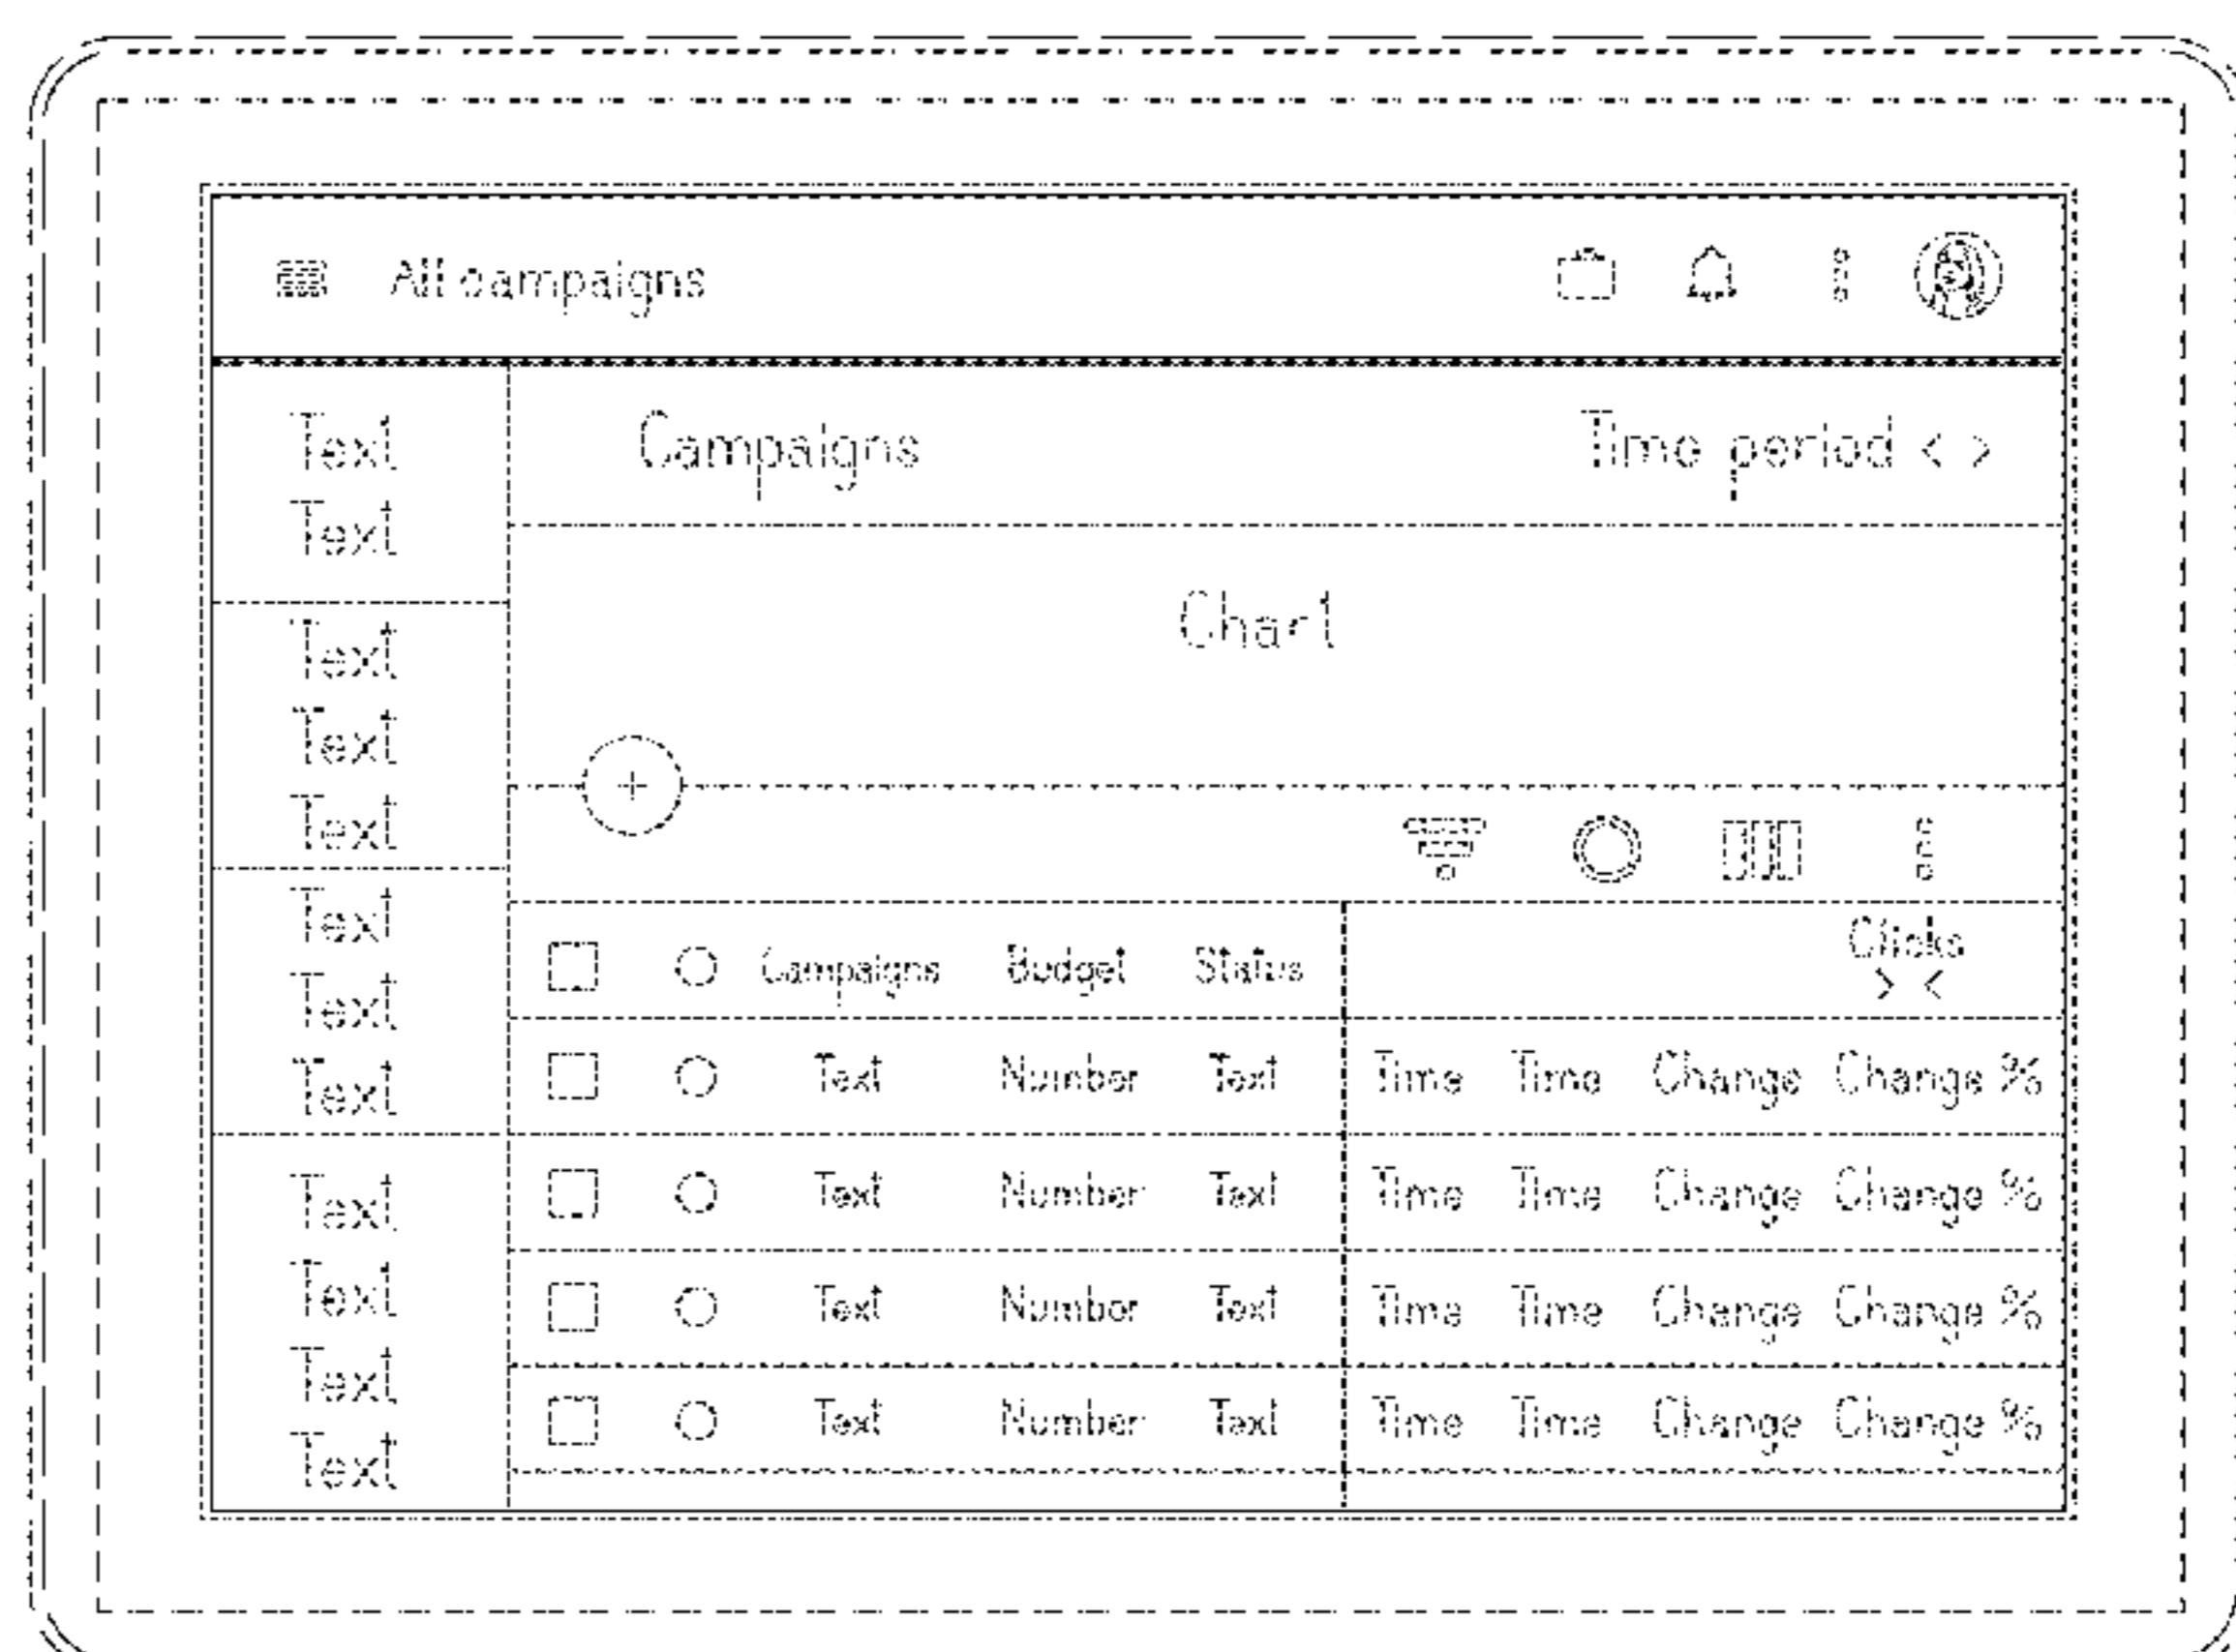 All campaigns
Text
Text
Text
Text
Text
Text
Text
Text
Text
Text
Text
Text
Campaigns
Time period < >
Chart
Campaigns Budget Status
Clicks
> <
Text Number Text Time Time Change Change %
Text Number Text Time Time Change Change %
Text Number Text Time Time Change Change %
Text Number Text Time Time Change Change %